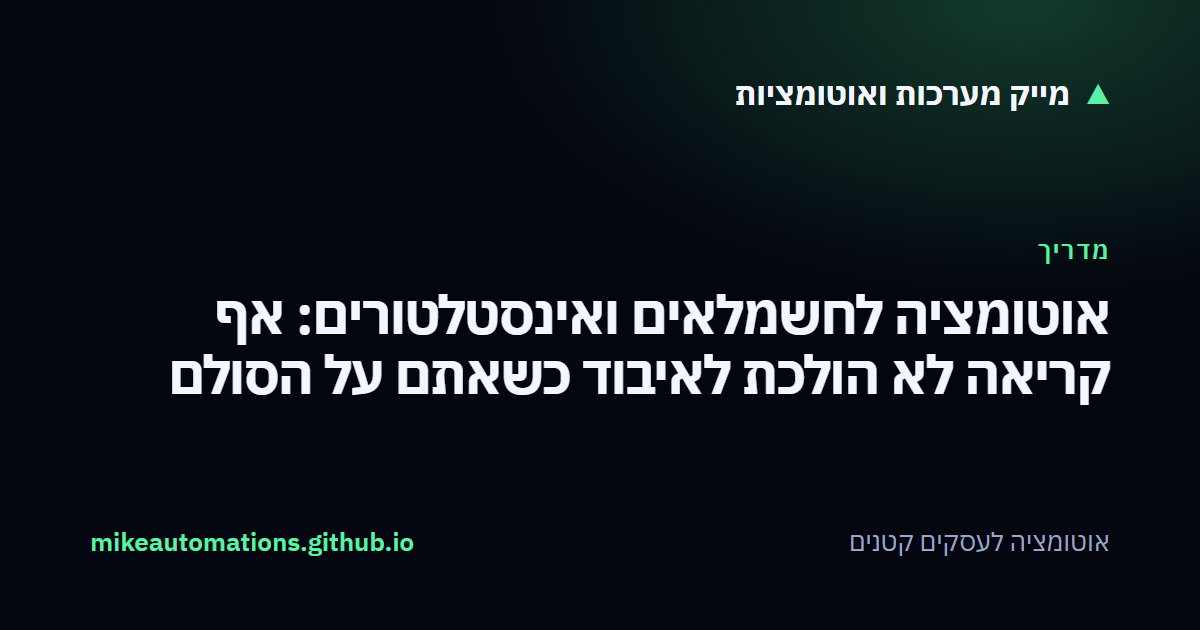 מייק מערכות ואוטומציות
מדריך
אוטומציה לחשמלאים ואינסטלטורים: אף
קריאה לא הולכת לאיבוד כשאתם על הסולם
אוטומציה לעסקים קטנים
mikeautomations.github.io